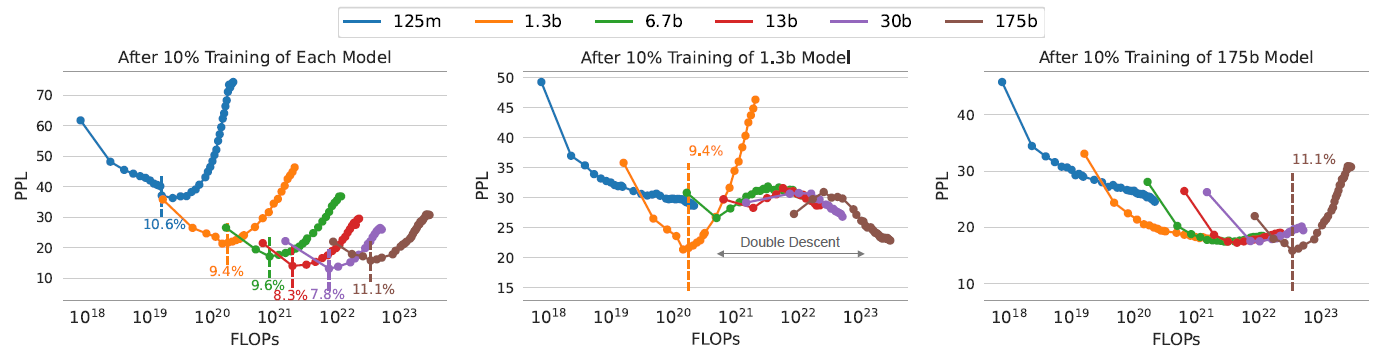 125m 1.3b 6.7b 13b 30b 175b
After 10% Training of Each Model
PPL
70
60
50
40
30
20
10
10.6%
9.4%
9.6%
8.3%
7.8%
11.1%
10^18 10^19 10^20 10^21 10^22 10^23
FLOPs
After 10% Training of 1.3b Model
PPL
50
45
40
35
30
25
20
15
9.4%
Double Descent
10^18 10^19 10^20 10^21 10^22 10^23
FLOPs
After 10% Training of 175b Model
PPL
40
30
20
10
11.1%
10^18 10^19 10^20 10^21 10^22 10^23
FLOPs